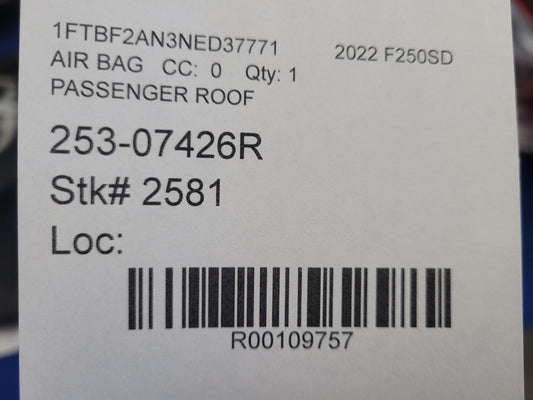 1FTBF2AN3NED37771 2022 F250SD
AIR BAG CC: 0 Qty: 1
PASSENGER ROOF
253-07426R
Stk# 2581
Loc:
R00109757